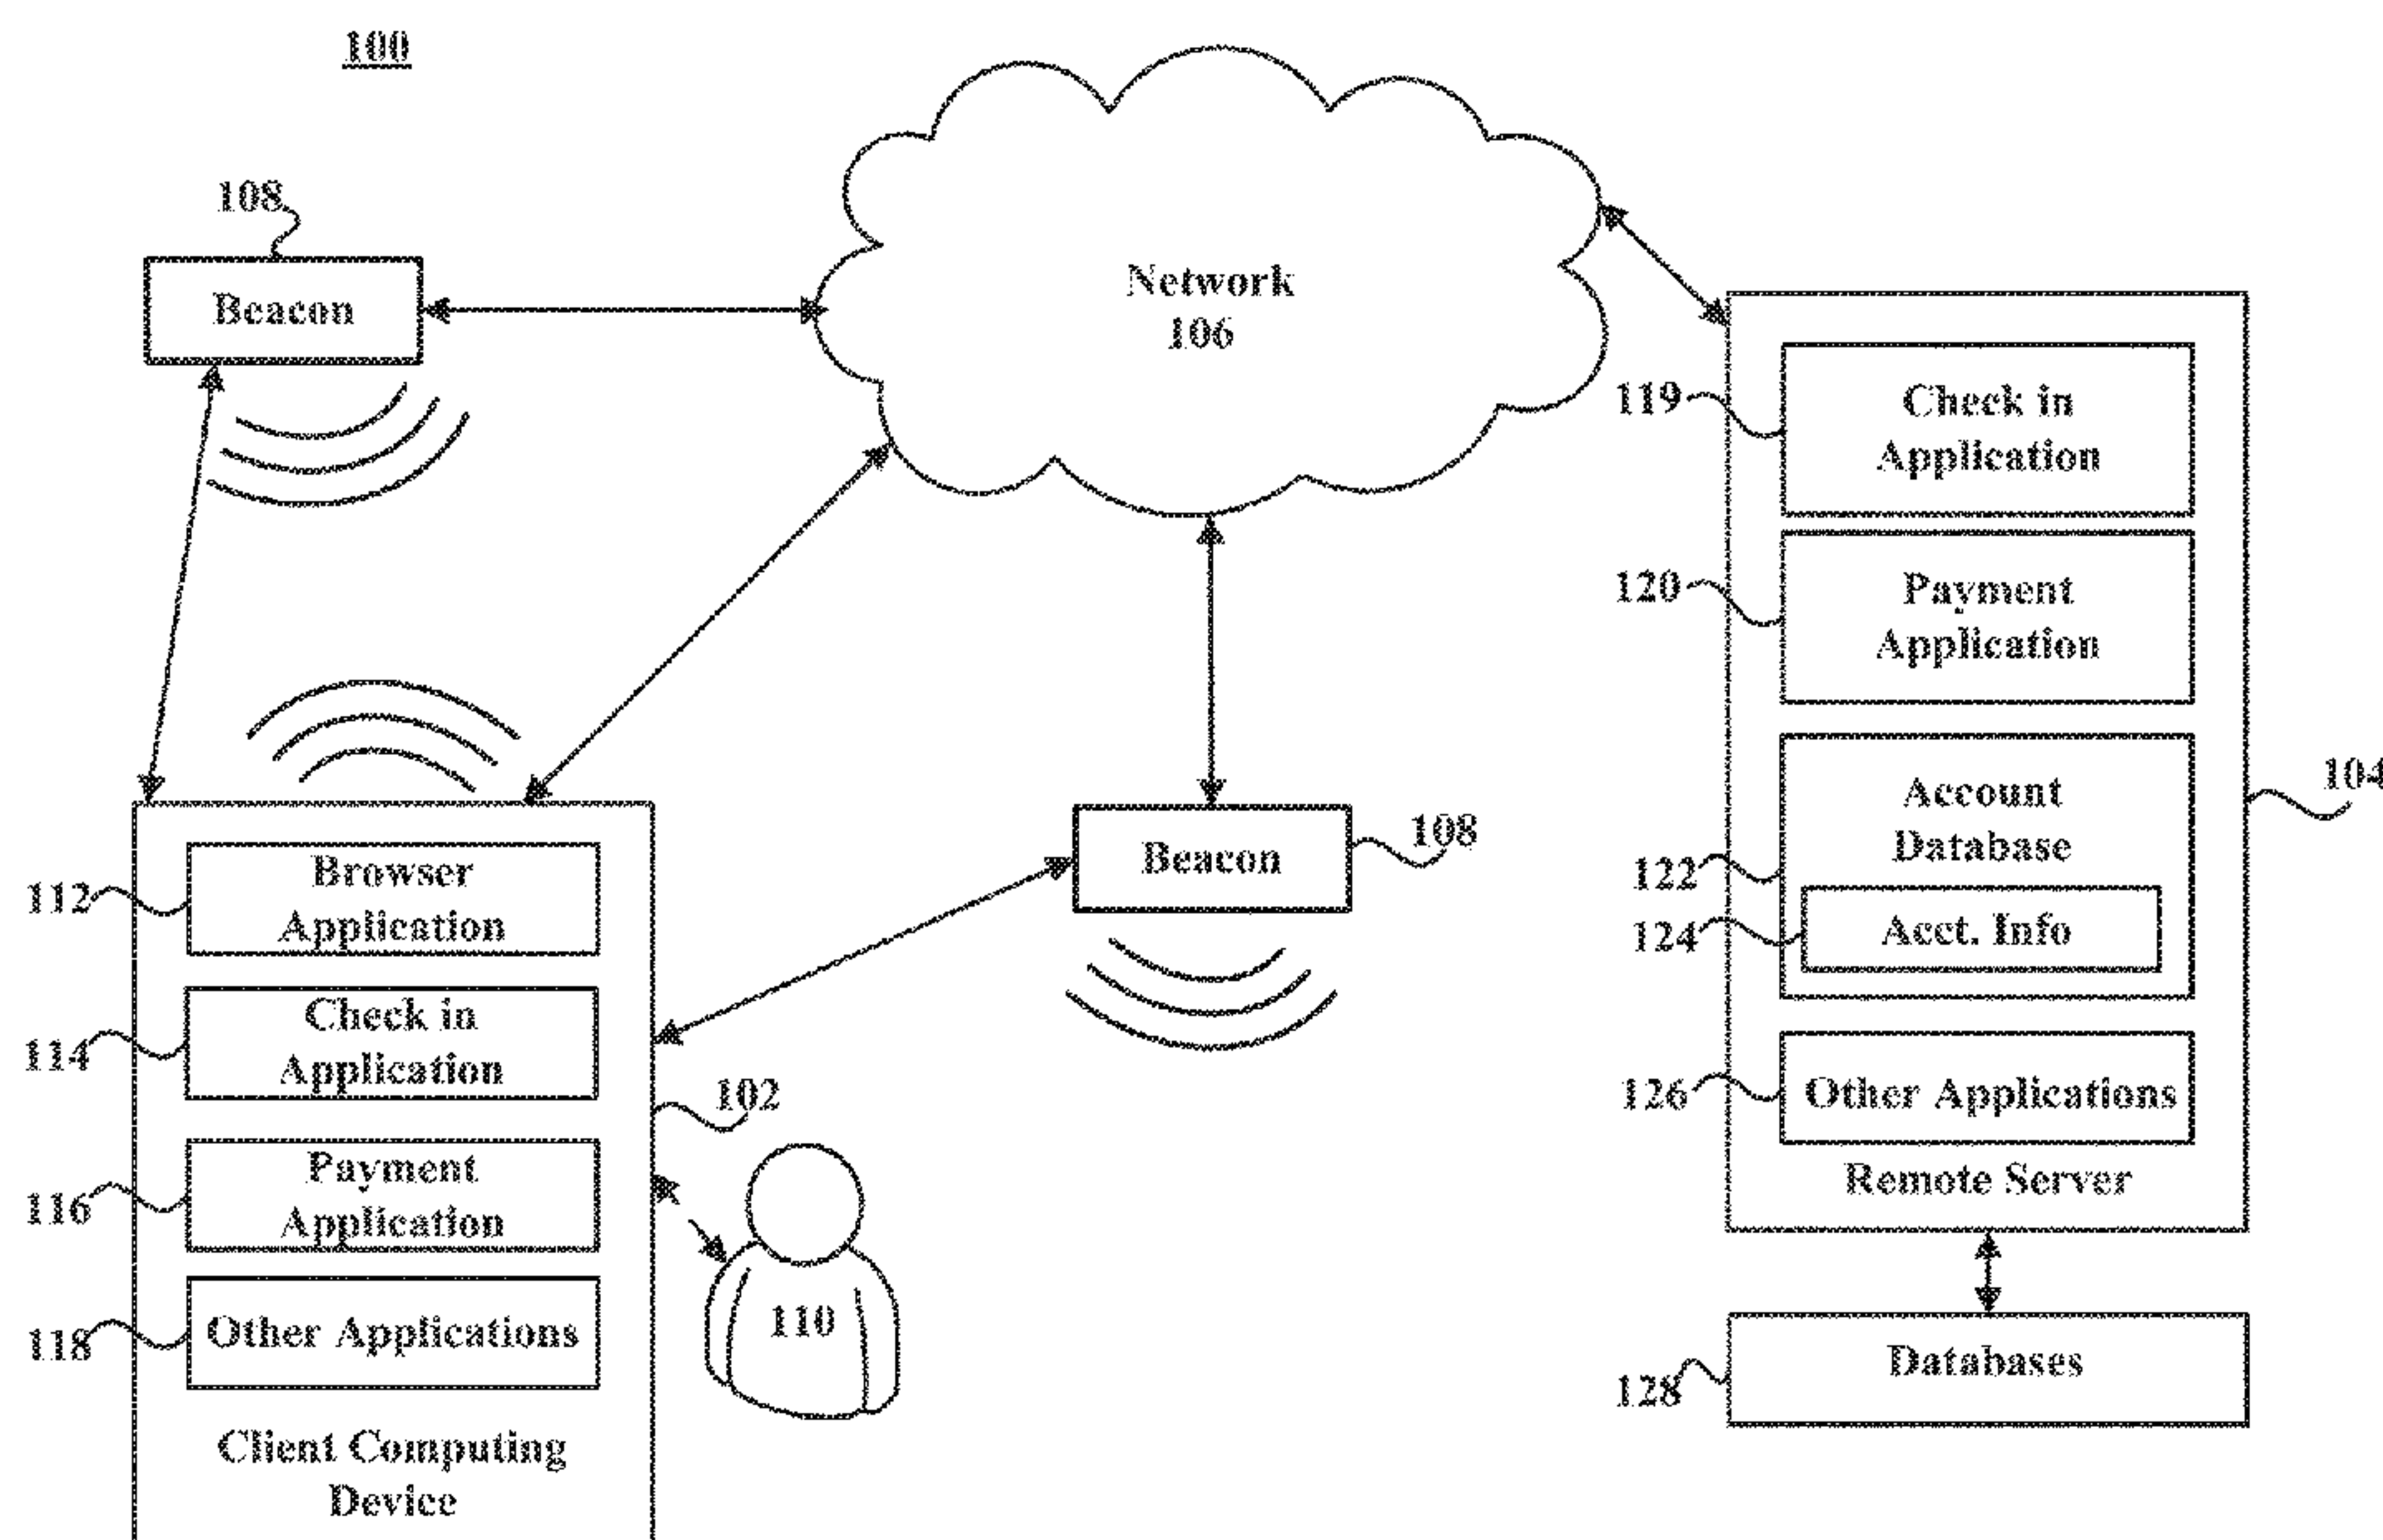 100
108
Beacon
Network
106
119
Check in
Application
120
Payment
Application
104
Account
Database
122
124
Acct. Info
126
Other Applications
Remote Server
128
Databases
Beacon
108
112
Browser
Application
114
Check in
Application
102
116
Payment
Application
110
118
Other Applications
Client Computing
Device